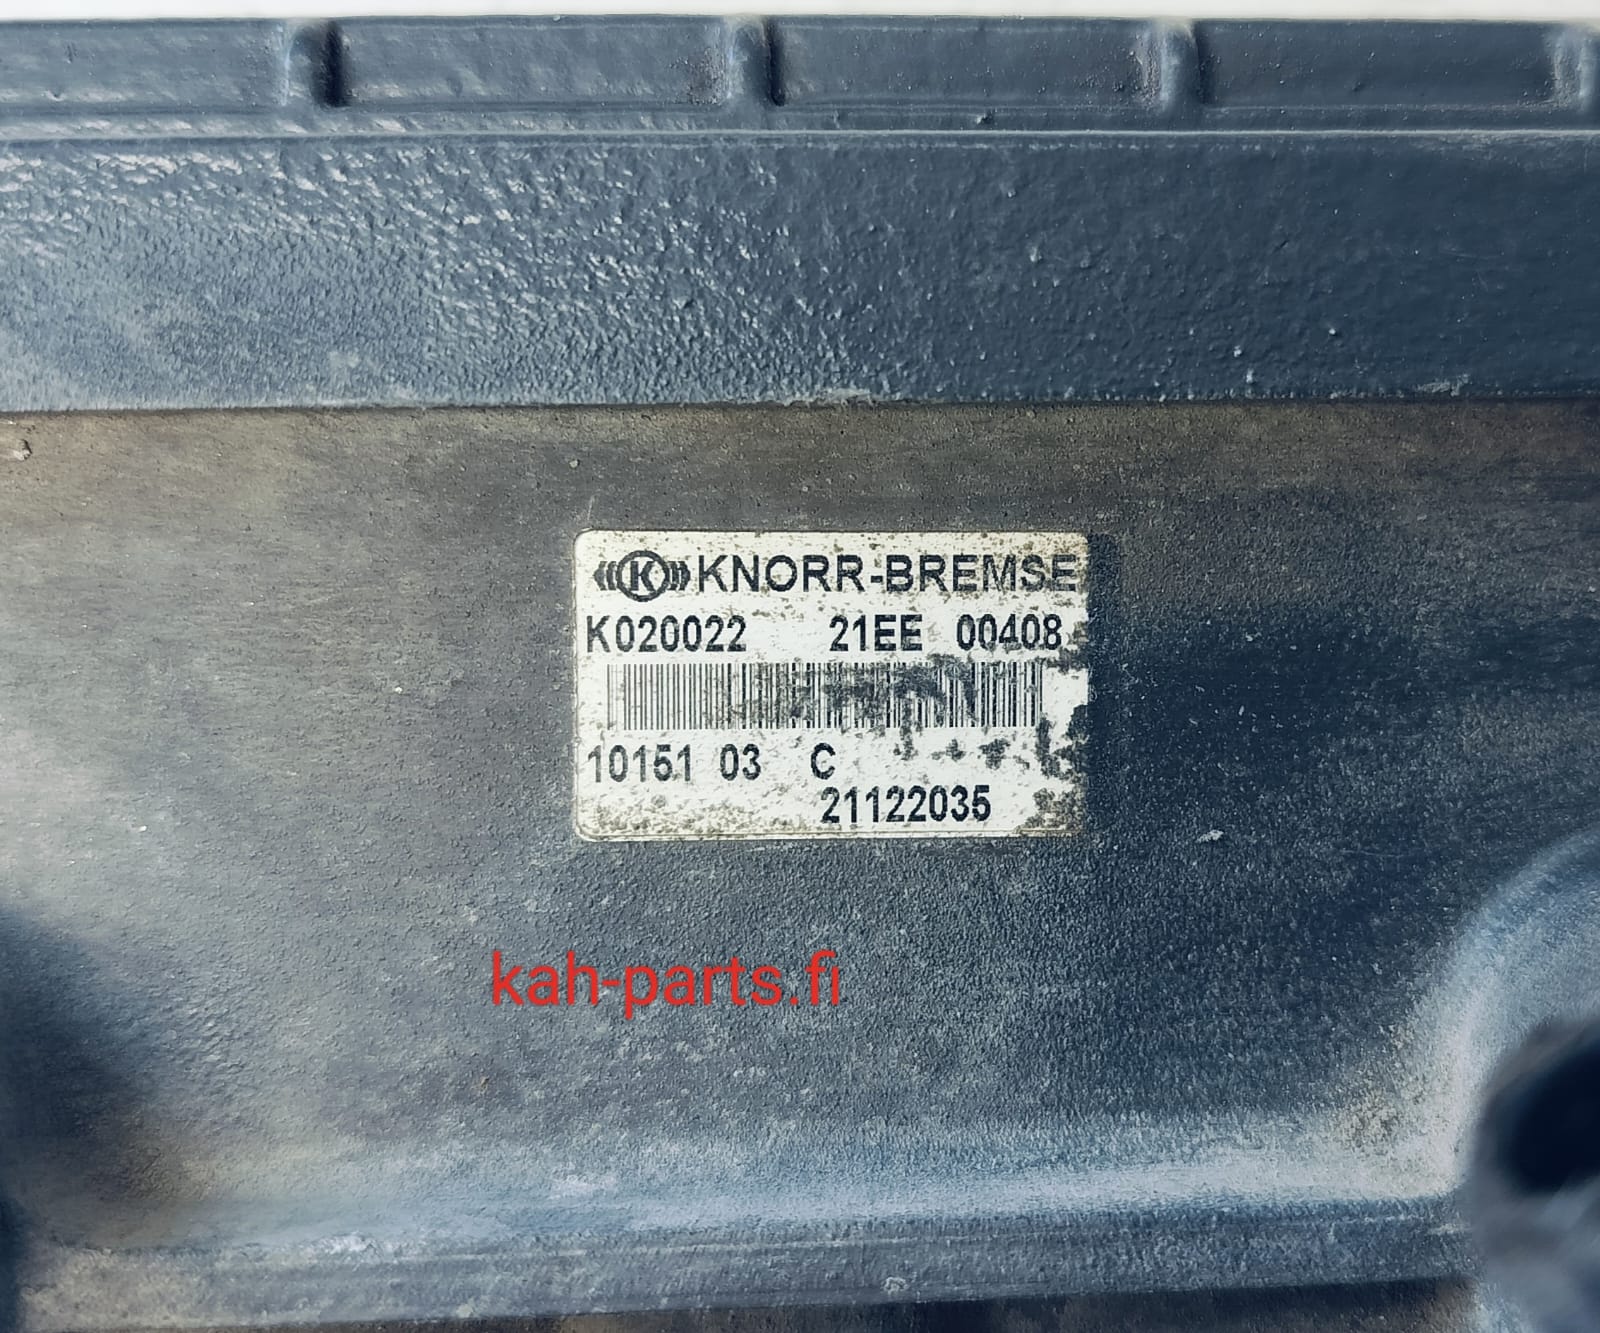 KNORR-BREMSE
K020022 21EE 00408
10151 03 C
21122035
kah-parts.fi